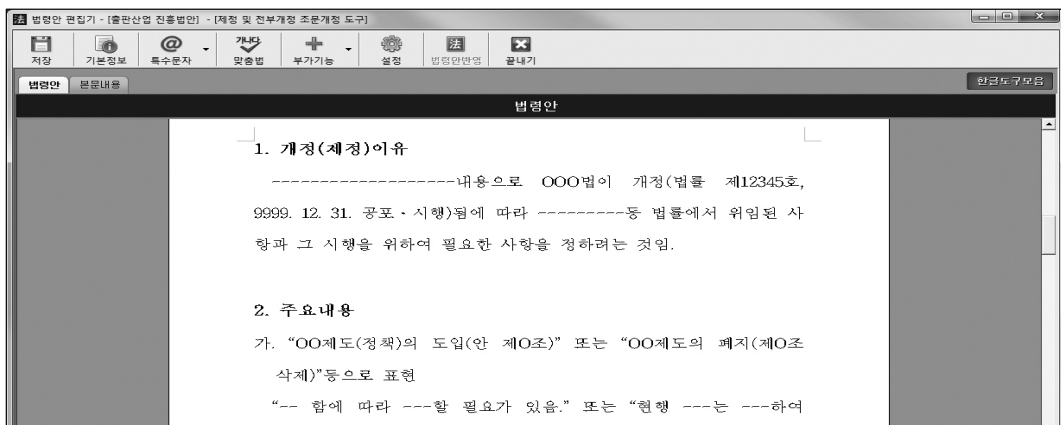 法 법령안 편집기 - [출판산업 진흥법안] - [제정 및 전부개정 조문개정 도구]
저장 기본정보 @ 특수문자 가나다 맞춤법 부가기능 설정 法 법령안반영 끝내기
법령안 본문내용 한글도구모음
법령안
1. 개정(제정)이유
-------------------내용으로 OOO법이 개정(법률 제12345호,
9999. 12. 31. 공포·시행)됨에 따라 ---------등 법률에서 위임된 사
항과 그 시행을 위하여 필요한 사항을 정하려는 것임.
2. 주요내용
가. “OO제도(정책)의 도입(안 제O조)” 또는 “OO제도의 폐지(제O조
삭제)”등으로 표현
“-- 함에 따라 ---할 필요가 있음.” 또는 “현행 ---는 ---하여